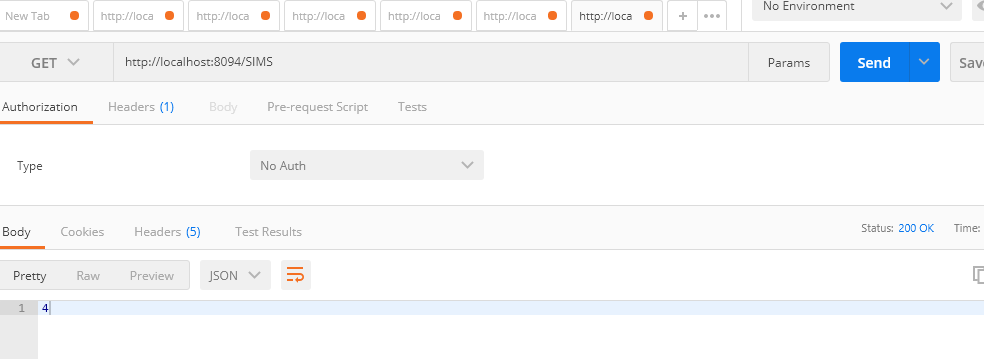 New Tab http://loca http://loca http://loca http://loca http://loca http://loca + ••• No Environment
GET http://localhost:8094/SIMS Params Send Save
Authorization Headers (1) Body Pre-request Script Tests
Type No Auth
Body Cookies Headers (5) Test Results Status: 200 OK Time:
Pretty Raw Preview JSON
1 4